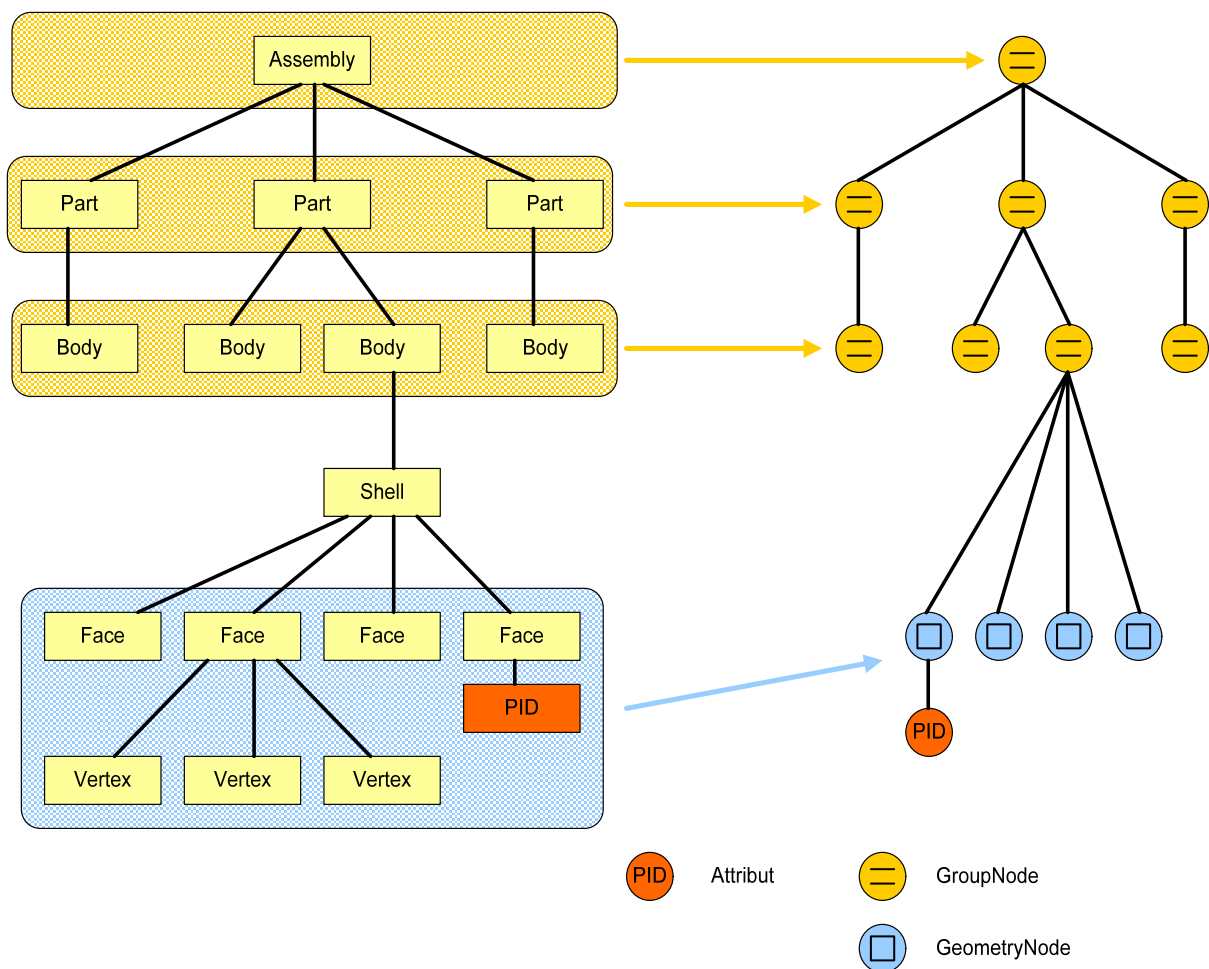 Assembly
Part Part Part
Body Body Body Body
Shell
Face Face Face Face
PID
PID
Vertex Vertex Vertex
PID Attribut GroupNode
GeometryNode